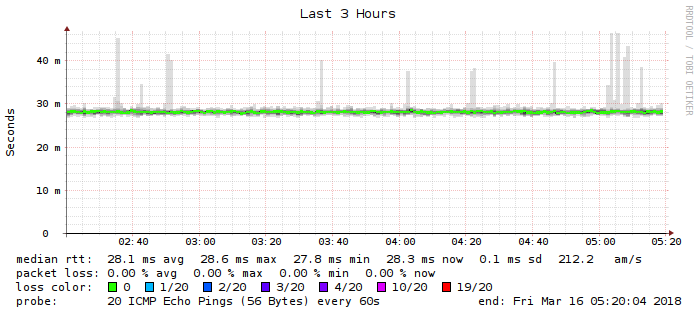 Last 3 Hours
RRDTOOL / TOBI OETIKER
Seconds
40 m
30 m
20 m
10 m
0
02:40 03:00 03:20 03:40 04:00 04:20 04:40 05:00 05:20
median rtt: 28.1 ms avg 28.6 ms max 27.8 ms min 28.3 ms now 0.1 ms sd 212.2 am/s
packet loss: 0.00 % avg 0.00 % max 0.00 % min 0.00 % now
loss color: 0 1/20 2/20 3/20 4/20 10/20 19/20
probe: 20 ICMP Echo Pings (56 Bytes) every 60s end: Fri Mar 16 05:20:04 2018